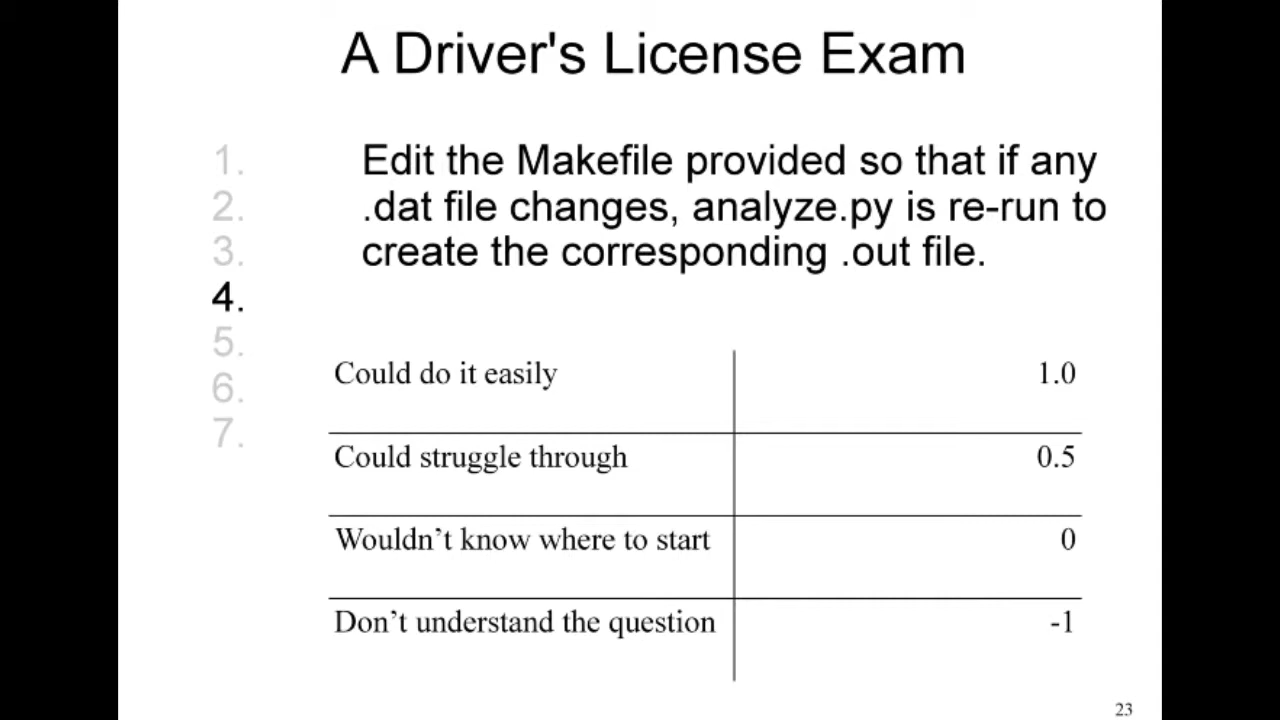 A Driver's License Exam
1.
2.
3.
4.
5.
6.
7.
Edit the Makefile provided so that if any
.dat file changes, analyze.py is re-run to
create the corresponding .out file.
Could do it easily 1.0
Could struggle through 0.5
Wouldn’t know where to start 0
Don’t understand the question -1
23